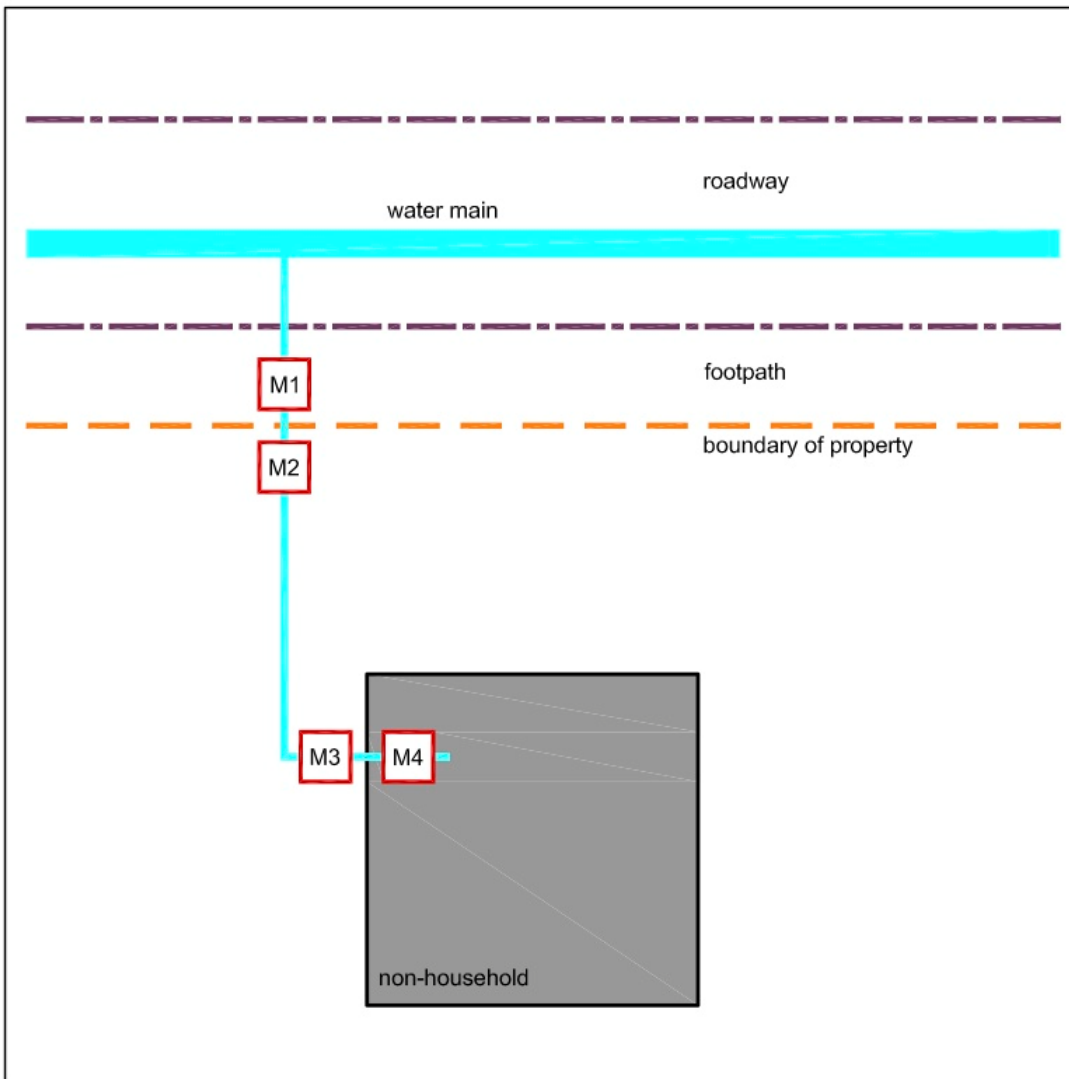 roadway
water main
footpath
M1
boundary of property
M2
M3
M4
non-household